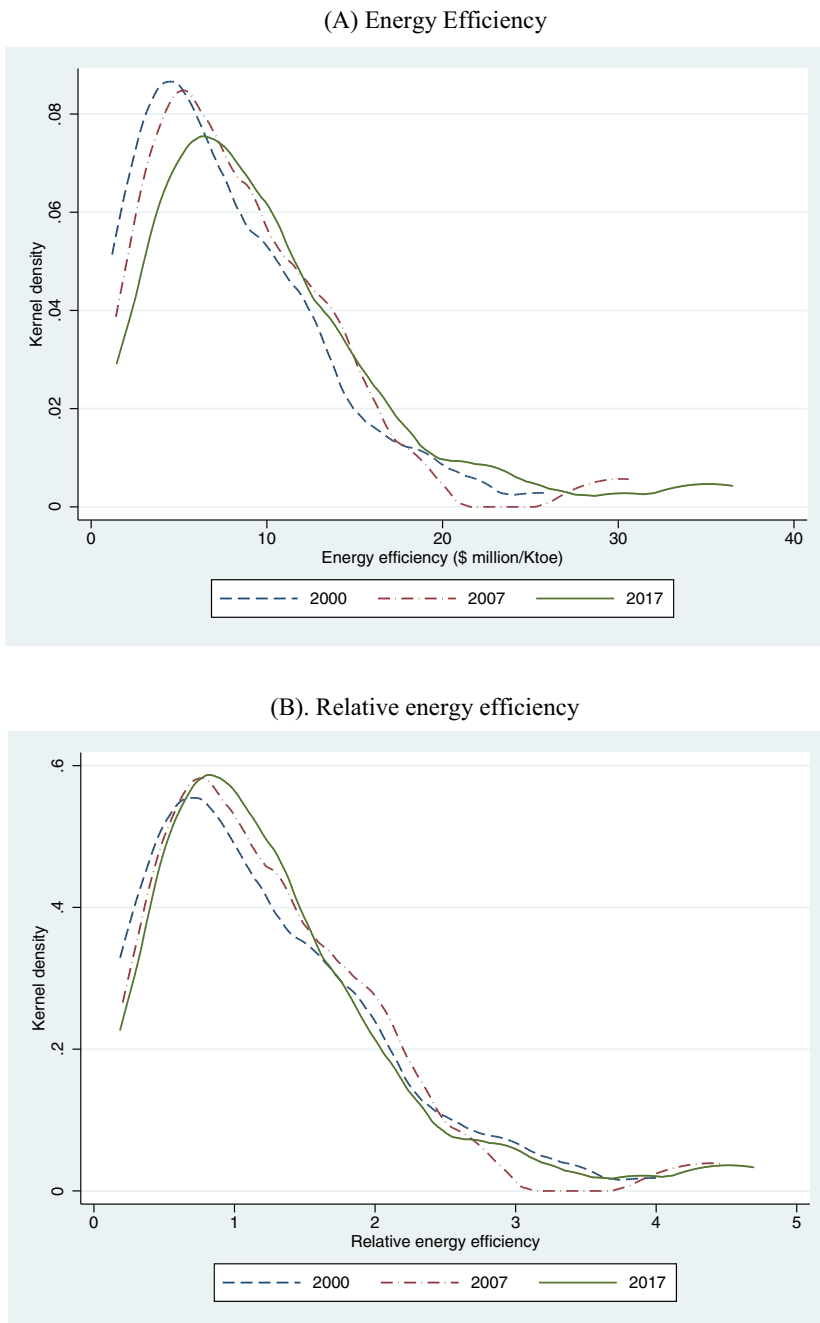 (A) Energy Efficiency
.08
.06
.04
.02
0
Kernel density
0 10 20 30 40
Energy efficiency ($ million/Ktoe)
2000 2007 2017
(B). Relative energy efficiency
.6
.4
.2
0
Kernel density
0 1 2 3 4 5
Relative energy efficiency
2000 2007 2017